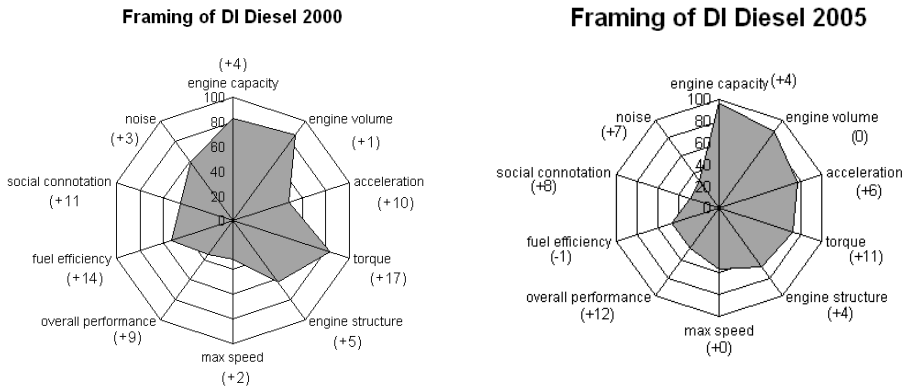 Framing of DI Diesel 2000
(+4)
engine capacity
100
80
60
40
20
0
noise
(+3)
engine volume
(+1)
social connotation
(+11
acceleration
(+10)
fuel efficiency
(+14)
torque
(+17)
overall performance
(+9)
engine structure
(+5)
max speed
(+2)
Framing of DI Diesel 2005
engine capacity (+4)
100
80
60
40
20
0
noise
(+7)
engine volume
(0)
social connotation
(+8)
acceleration
(+6)
fuel efficiency
(-1)
torque
(+11)
overall performance
(+12)
engine structure
(+4)
max speed
(+0)